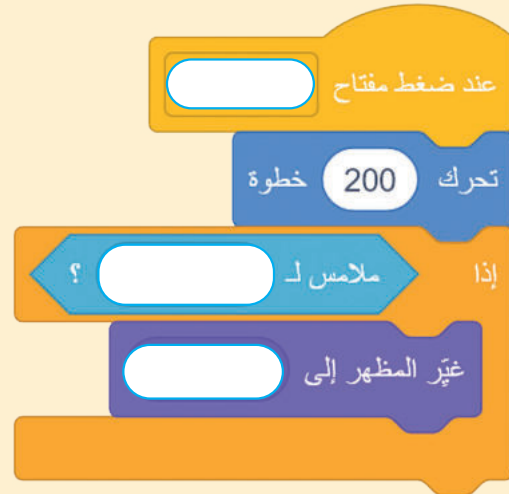 عند ضغط مفتاح
تحرك 200 خطوة
إذا ملامس لـ ؟
غيّر المظهر إلى